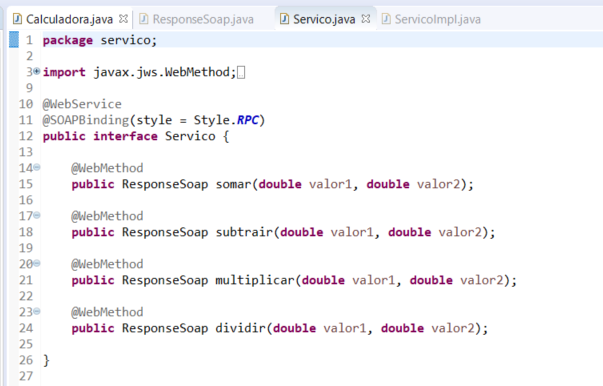 Calculadora.java ResponseSoap.java Servico.java ServicoImpl.java
1 package servico;
2
3 import javax.jws.WebMethod;
9
10 @WebService
11 @SOAPBinding(style = Style.RPC)
12 public interface Servico {
13
14 @WebMethod
15 public ResponseSoap somar(double valor1, double valor2);
16
17 @WebMethod
18 public ResponseSoap subtrair(double valor1, double valor2);
19
20 @WebMethod
21 public ResponseSoap multiplicar(double valor1, double valor2);
22
23 @WebMethod
24 public ResponseSoap dividir(double valor1, double valor2);
25
26 }
27